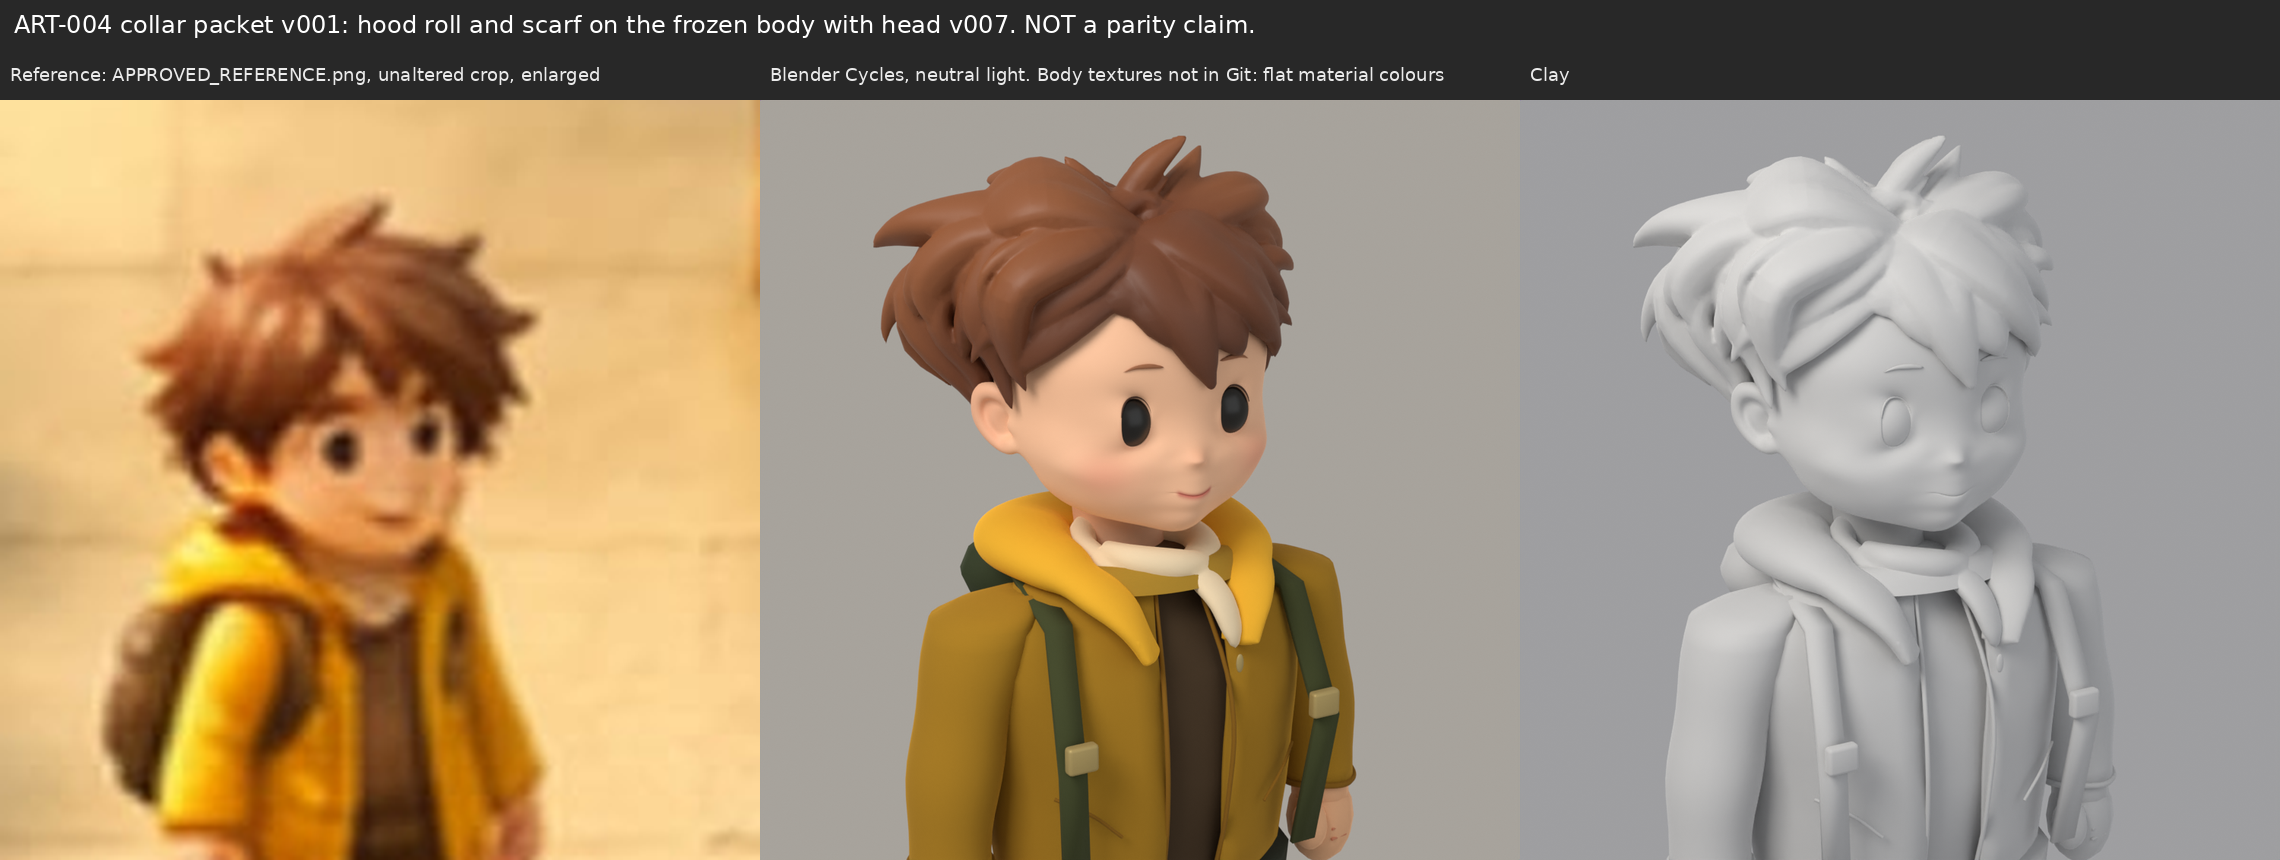 ART-004 collar packet v001: hood roll and scarf on the frozen body with head v007. NOT a parity claim.
Reference: APPROVED_REFERENCE.png, unaltered crop, enlarged
Blender Cycles, neutral light. Body textures not in Git: flat material colours
Clay